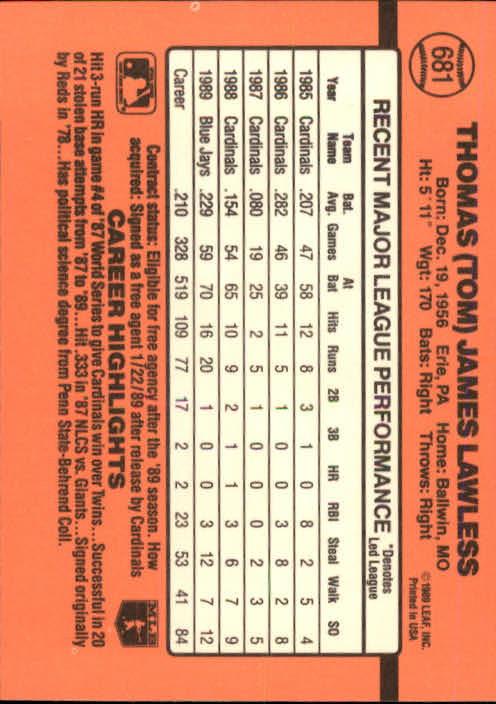 681
THOMAS (TOM) JAMES LAWLESS
Born: Dec. 19, 1956 Erie, PA Home: Ballwin, MO
Ht: 5'11" Wgt: 170 Bats: Right Throws: Right
© 1989 LEAF, INC.
Printed in USA
RECENT MAJOR LEAGUE PERFORMANCE
*Denotes
Led League
Year Team Name Bat. Avg. Games At Bat Hits Runs 2B 3B HR RBI Steal Walk SO
1985 Cardinals .207 47 58 12 8 3 1 0 8 2 5 4
1986 Cardinals .282 46 39 11 5 1 0 0 3 8 2 8
1987 Cardinals .080 19 25 2 5 1 0 0 0 2 3 5
1988 Cardinals .154 54 65 10 9 2 1 1 3 6 7 9
1989 Blue Jays .229 59 70 16 20 1 0 0 3 12 7 12
Career .210 328 519 109 77 17 2 2 23 53 41 84
Contract status: Eligible for free agency after the '89 season. How
acquired: Signed as a free agent 1/22/89 after release by Cardinals
CAREER HIGHLIGHTS
MLB
Hit 3-run HR in game #4 of '87 World Series to give Cardinals win over Twins...Successful in 20
of 21 stolen base attempts from '87 to '89...Hit .333 in '87 NLCS vs. Giants...Signed originally
by Reds in '78...Has political science degree from Penn State-Behrend Coll.